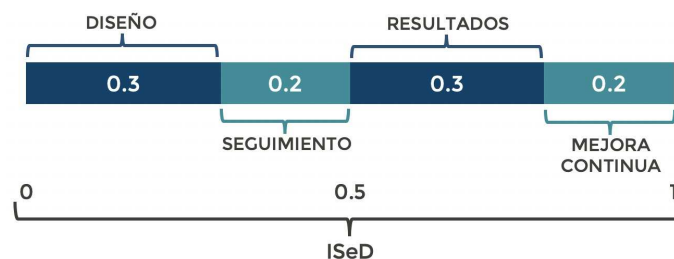 DISEÑO
RESULTADOS
0.3
0.2
0.3
0.2
SEGUIMIENTO
MEJORA
CONTINUA
0
0.5
1
ISeD